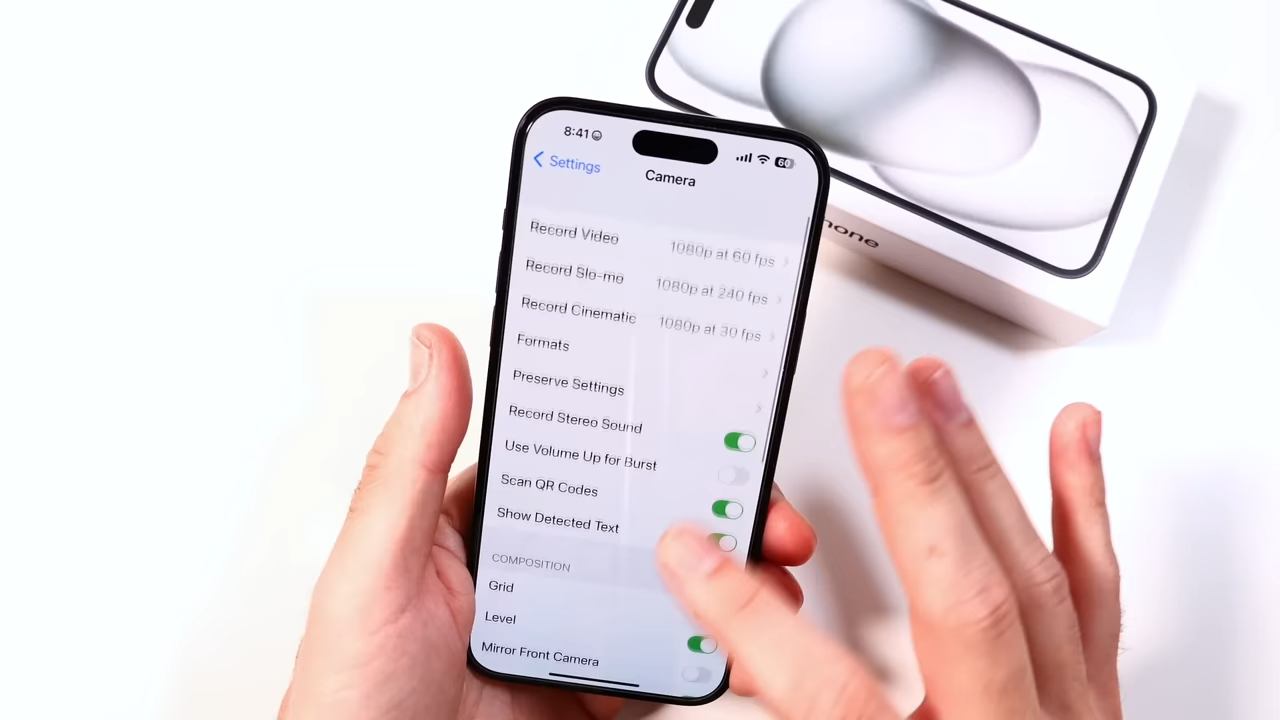 8:41
60
Settings
Camera
Record Video 1080p at 60 fps
Record Slo-mo 1080p at 240 fps
Record Cinematic 1080p at 30 fps
Formats
Preserve Settings
Record Stereo Sound
Use Volume Up for Burst
Scan QR Codes
Show Detected Text
COMPOSITION
Grid
Level
Mirror Front Camera
hone